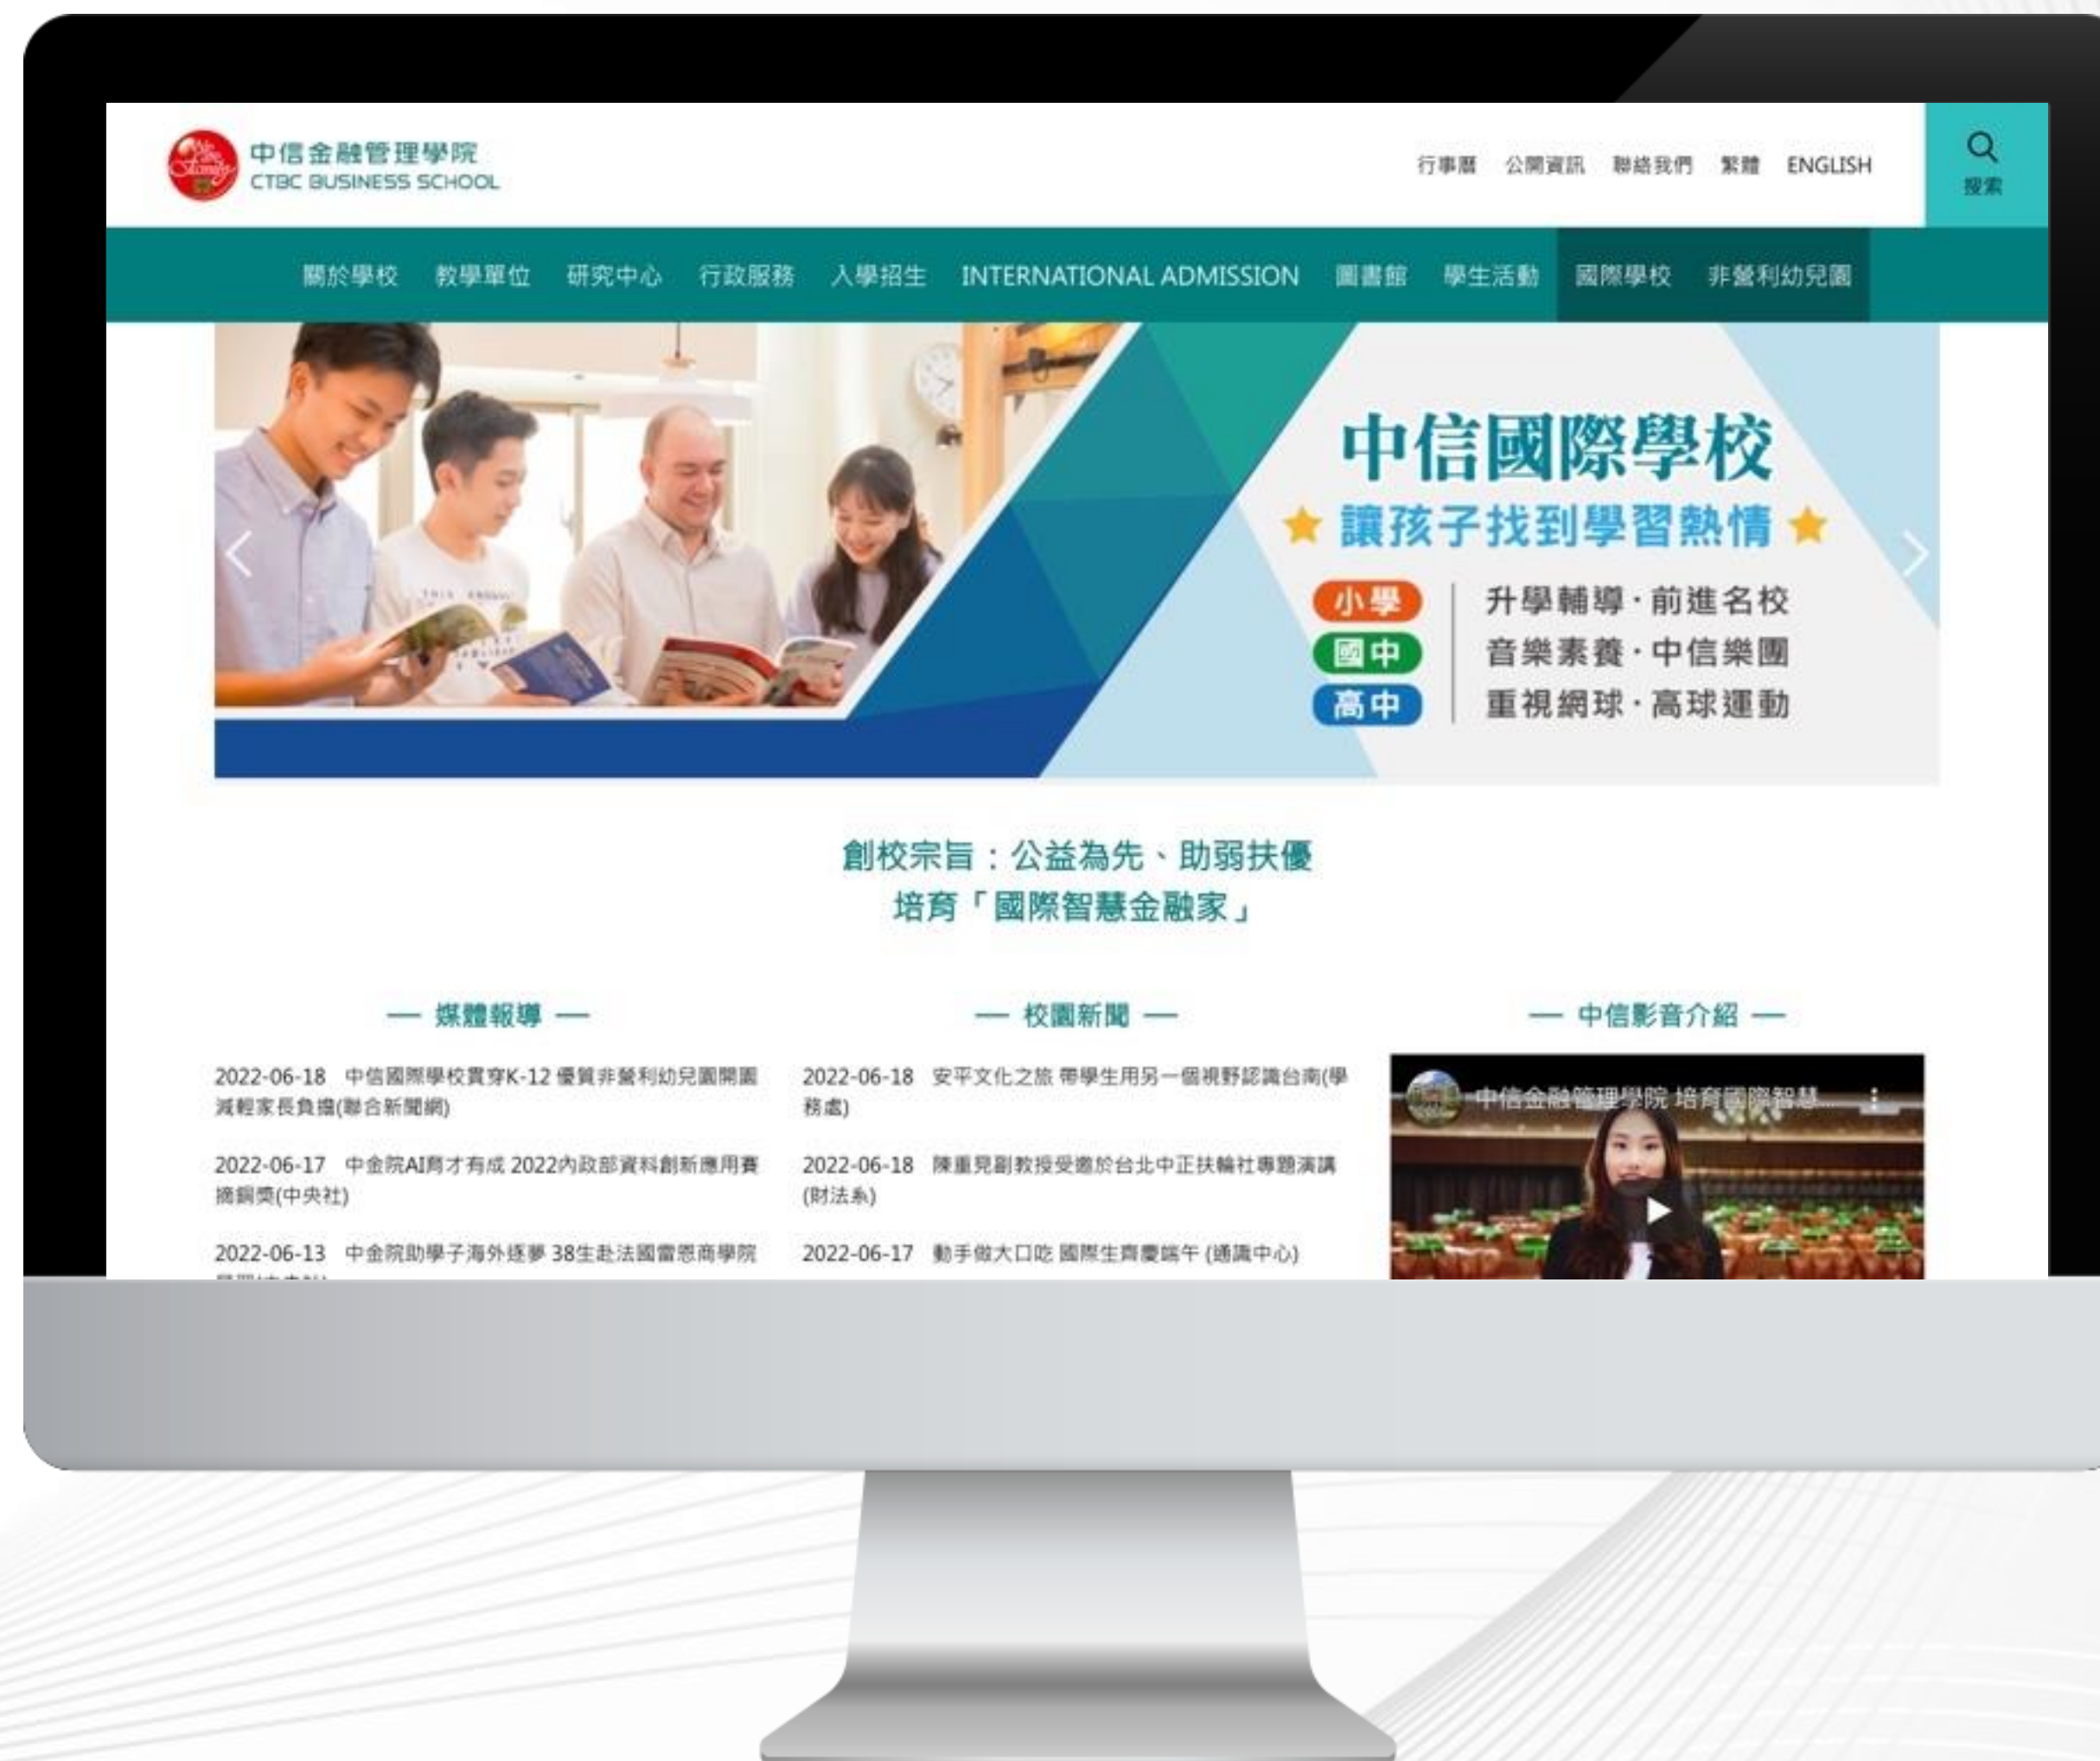 We are Family
中信金融管理學院
CTBC BUSINESS SCHOOL
行事曆 公開資訊 聯絡我們 繁體 ENGLISH
搜索
關於學校 教學單位 研究中心 行政服務 入學招生 INTERNATIONAL ADMISSION 圖書館 學生活動 國際學校 非營利幼兒園
中信國際學校
讓孩子找到學習熱情
小學 升學輔導·前進名校
國中 音樂素養·中信樂團
高中 重視網球·高球運動
創校宗旨：公益為先、助弱扶優
培育「國際智慧金融家」
— 媒體報導 —
2022-06-18 中信國際學校貫穿K-12 優質非營利幼兒園開園
減輕家長負擔(聯合新聞網)
2022-06-17 中金院AI育才有成 2022內政部資料創新應用賽
摘銅獎(中央社)
2022-06-13 中金院助學子海外逐夢 38生赴法國雷恩商學院
— 校園新聞 —
2022-06-18 安平文化之旅 帶學生用另一個視野認識台南(學
務處)
2022-06-18 陳重見副教授受邀於台北中正扶輪社專題演講
(財法系)
2022-06-17 動手做大口吃 國際生齊慶端午 (通識中心)
— 中信影音介紹 —
中信金融管理學院 培育國際智慧...